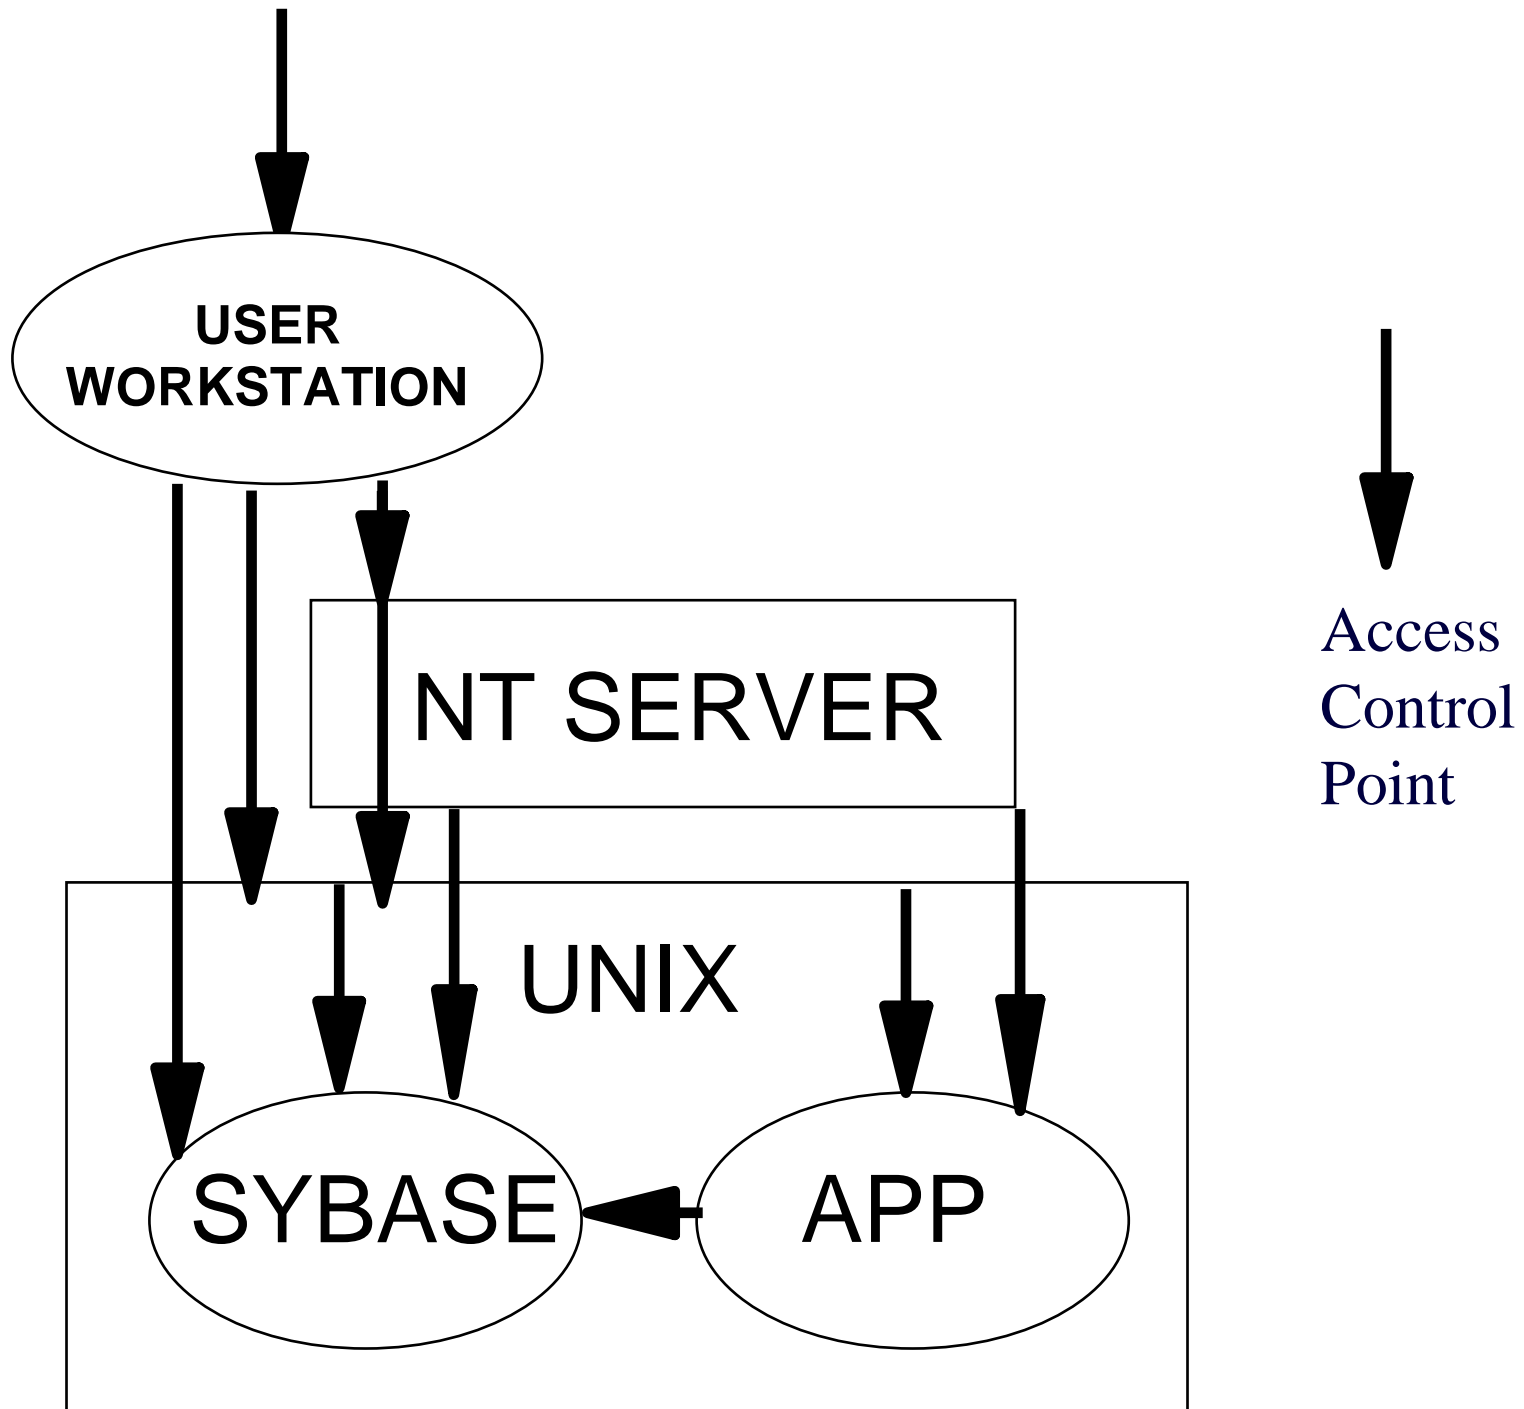 USER
WORKSTATION
NT SERVER
Access
Control
Point
UNIX
SYBASE
APP